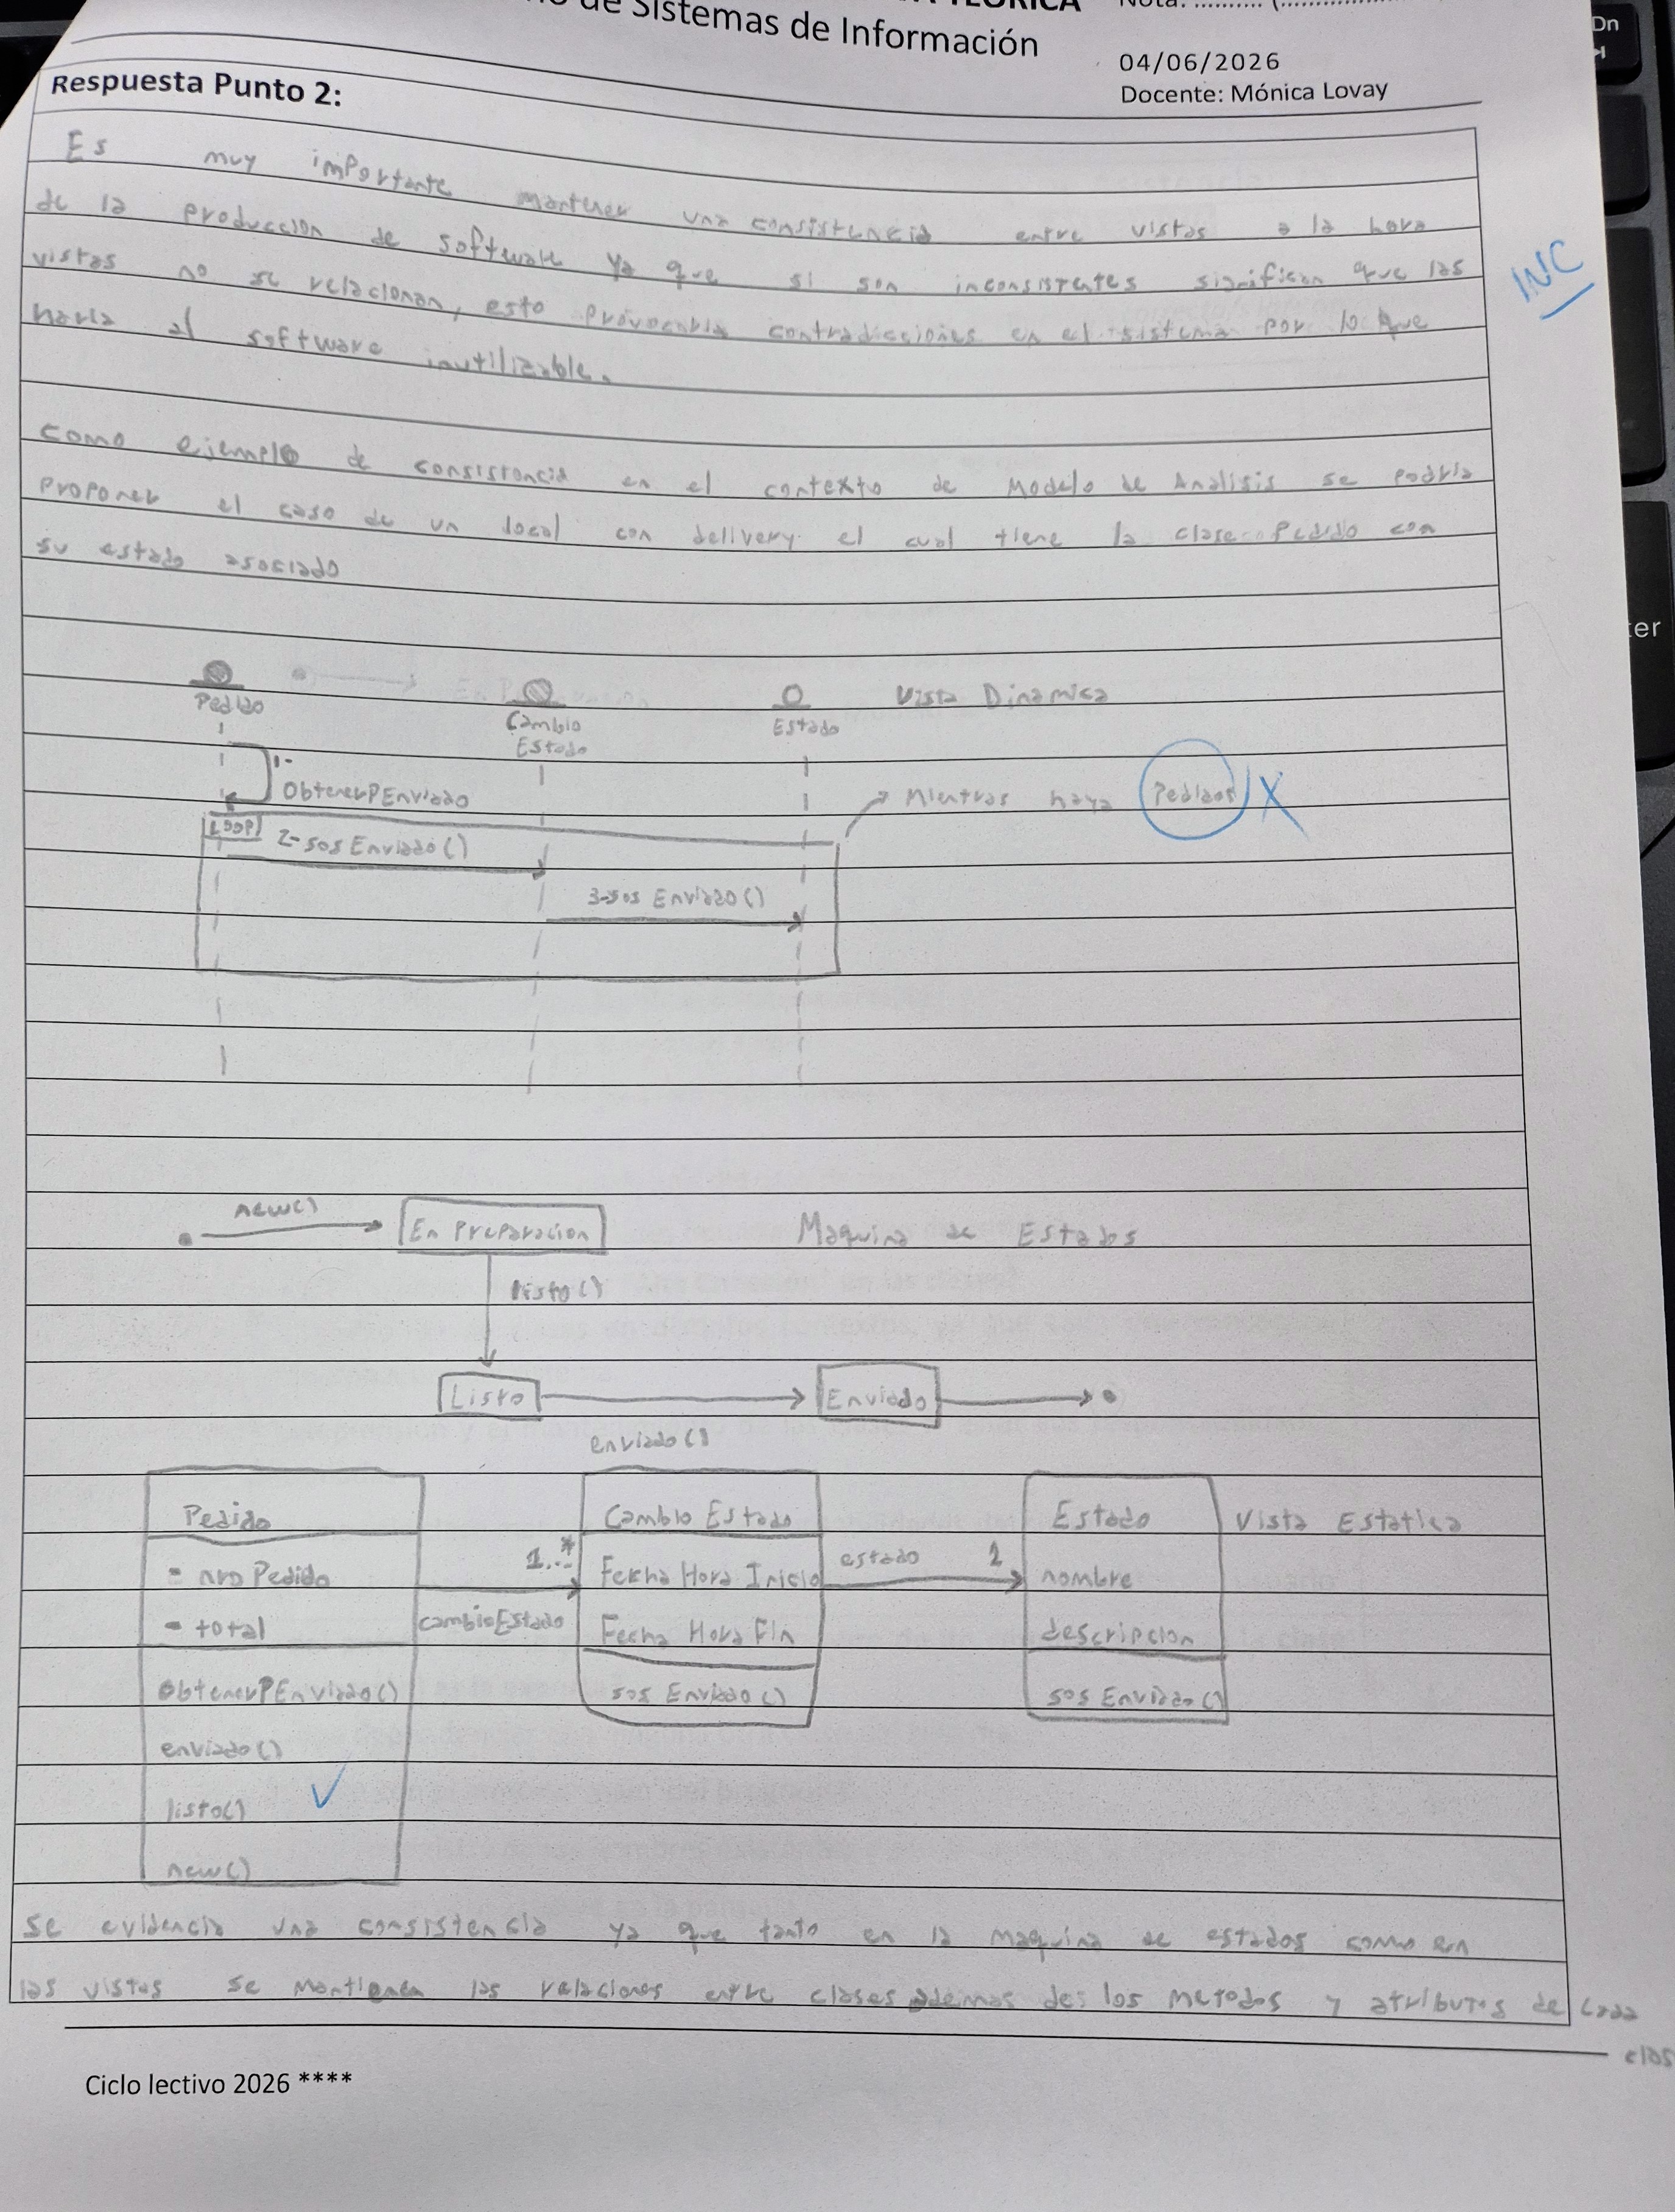 de Sistemas de Información
04/06/2026
Docente: Mónica Lovay
Respuesta Punto 2:
Es muy importante mantener una consistencia entre vistas a la hora
de la produccion de software ya que si son inconsistentes significan que las
vistas no se relacionan, esto provocaria contradicciones en el sistema por lo que
haria al software inutilizable.
INC
Como ejemplo de consistencia en el contexto de Modelo de Analisis se podria
proponer el caso de un local con delivery el cual tiene la clase Pedido con
su estado asociado
Pedido
Cambio
Estado
Estado
Vista Dinamica
1-
ObtenerPEnviado
Mientras haya Pedidos X
LOOP
2- sos Enviado()
3- sos Enviado()
new()
En Preparacion
Maquina de Estados
listo()
Listo
Enviado
enviado()
Pedido
Cambio Estado
Estado
Vista Estatica
- nro Pedido
1..*
Fecha Hora Inicio
estado
1
nombre
- total
cambioEstado
Fecha Hora Fin
descripcion
ObtenerPEnviado()
sos Enviado()
sos Enviado()
enviado()
listo()
new()
Se evidencia una consistencia ya que tanto en la maquina de estados como en
las vistas se mantienen las relaciones entre clases ademas de los metodos y atributos de cada
clas
Ciclo lectivo 2026 ****
Dn
ter